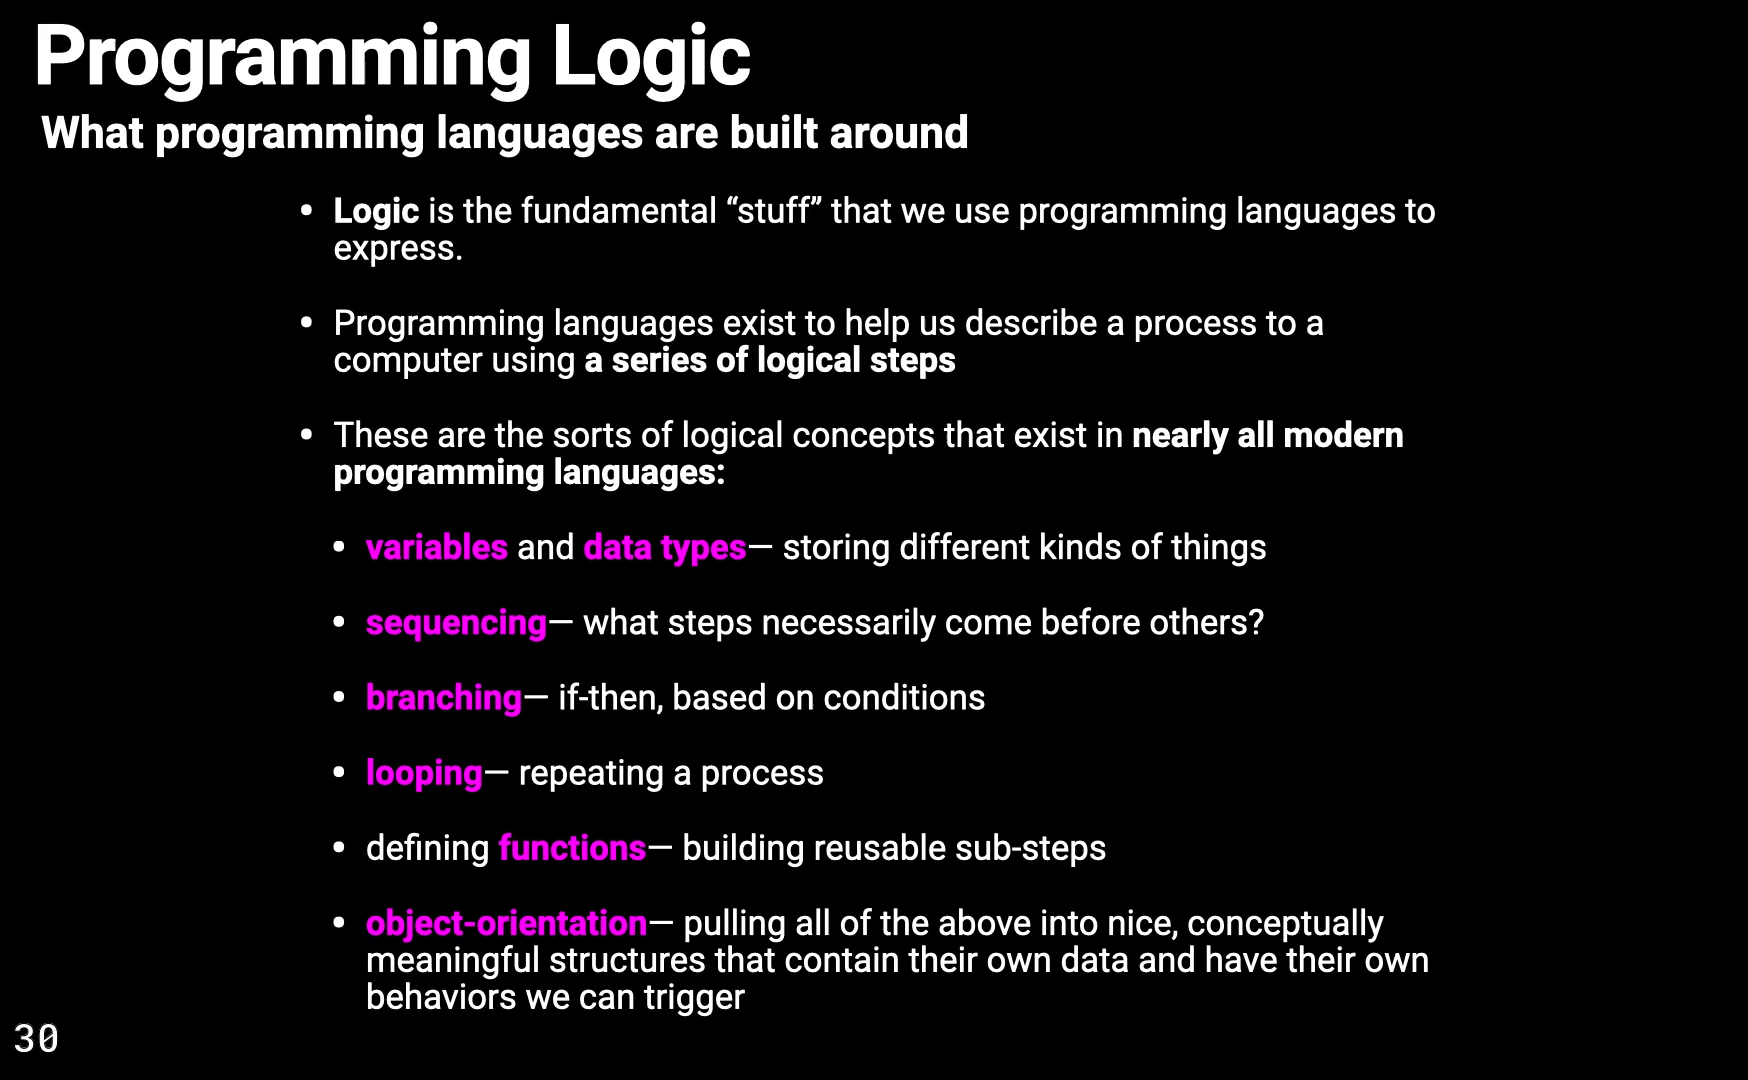 Programming Logic
What programming languages are built around
• Logic is the fundamental “stuff” that we use programming languages to
express.
• Programming languages exist to help us describe a process to a
computer using a series of logical steps
• These are the sorts of logical concepts that exist in nearly all modern
programming languages:
• variables and data types— storing different kinds of things
• sequencing— what steps necessarily come before others?
• branching— if-then, based on conditions
• looping— repeating a process
• defining functions— building reusable sub-steps
• object-orientation— pulling all of the above into nice, conceptually
meaningful structures that contain their own data and have their own
behaviors we can trigger
30